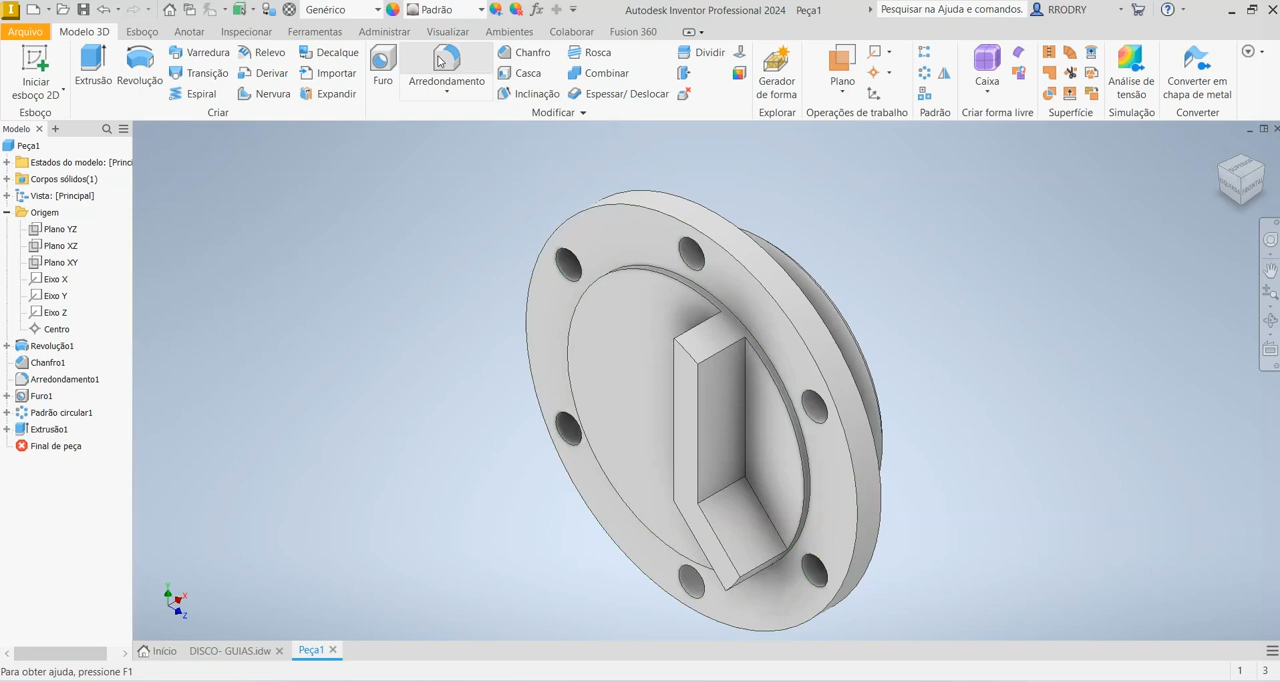 Genérico
Padrão
Autodesk Inventor Professional 2024 Peça1
Pesquisar na Ajuda e comandos.
RRODRY
Arquivo Modelo 3D Esboço Anotar Inspecionar Ferramentas Administrar Visualizar Ambientes Colaborar Fusion 360
Iniciar
esboço 2D
Esboço
Extrusão
Revolução
Varredura
Transição
Espiral
Relevo
Derivar
Nervura
Decalque
Importar
Expandir
Criar
Furo
Arredondamento
Chanfro
Casca
Inclinação
Rosca
Combinar
Espessar/ Deslocar
Dividir
Modificar
Gerador
de forma
Explorar
Plano
Operações de trabalho
Padrão
Caixa
Criar forma livre
Superfície
Análise de
tensão
Simulação
Converter em
chapa de metal
Converter
Modelo
Peça1
Estados do modelo: [Princi
Corpos sólidos(1)
Vista: [Principal]
Origem
Plano YZ
Plano XZ
Plano XY
Eixo X
Eixo Y
Eixo Z
Centro
Revolução1
Chanfro1
Arredondamento1
Furo1
Padrão circular1
Extrusão1
Final de peça
Y
X
Z
Início
DISCO- GUIAS.idw
Peça1
Para obter ajuda, pressione F1
1 3